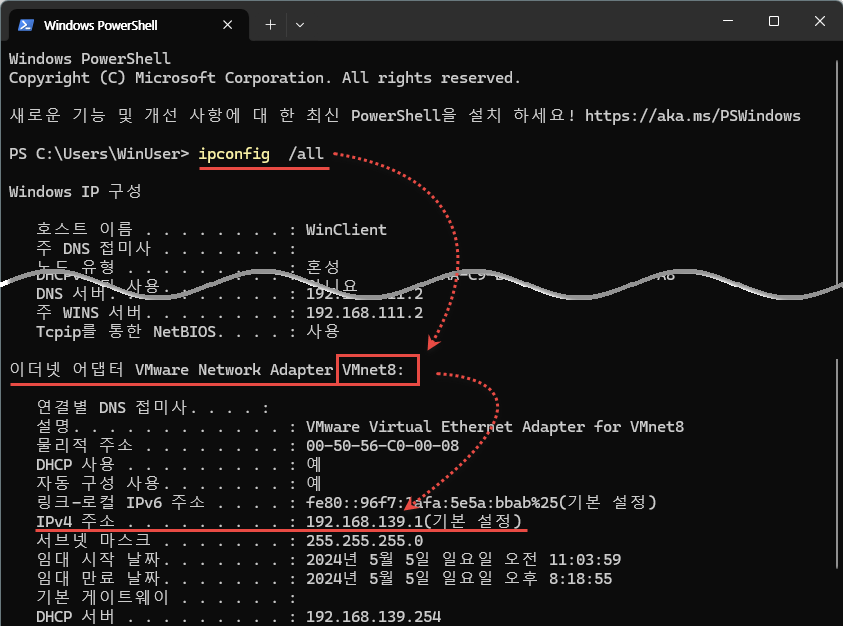 Windows PowerShell
Windows PowerShell
Copyright (C) Microsoft Corporation. All rights reserved.
새로운 기능 및 개선 사항에 대 한 최신 PowerShell을 설치 하세요! https://aka.ms/PSWindows
PS C:\Users\WinUser> ipconfig /all
Windows IP 구성
호스트 이름 . . . . . . . . : WinClient
주 DNS 접미사 . . . . . . . :
노드 유형 . . . . . . . . . : 혼성
사용. . . . . . . . :
DNS 서버. . . . . . . . . : 192.168.111.2
주 WINS 서버. . . . . . . . : 192.168.111.2
Tcpip를 통한 NetBIOS. . . . : 사용
이더넷 어댑터 VMware Network Adapter VMnet8:
연결별 DNS 접미사. . . . :
설명. . . . . . . . . . . . : VMware Virtual Ethernet Adapter for VMnet8
물리적 주소 . . . . . . . . : 00-50-56-C0-00-08
DHCP 사용 . . . . . . . . . : 예
자동 구성 사용. . . . . . . : 예
링크-로컬 IPv6 주소 . . . . : fe80::96f7:1afa:5e5a:bbab%25(기본 설정)
IPv4 주소 . . . . . . . . . : 192.168.139.1(기본 설정)
서브넷 마스크 . . . . . . . : 255.255.255.0
임대 시작 날짜. . . . . . . : 2024년 5월 5일 일요일 오전 11:03:59
임대 만료 날짜. . . . . . . : 2024년 5월 5일 일요일 오후 8:18:55
기본 게이트웨이 . . . . . . :
DHCP 서버 . . . . . . . . . : 192.168.139.254